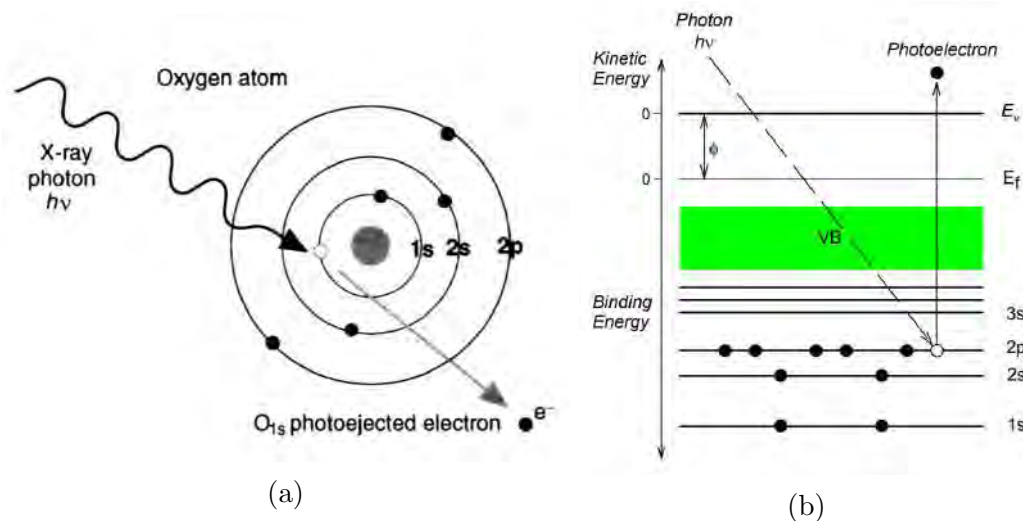 Oxygen atom
X-ray
photon
hν
1s 2s 2p
O1s photoejected electron
e⁻
(a)
Photon
hν
Kinetic
Energy
Photoelectron
0
Eᵥ
ϕ
0
Ef
VB
Binding
Energy
3s
2p
2s
1s
(b)